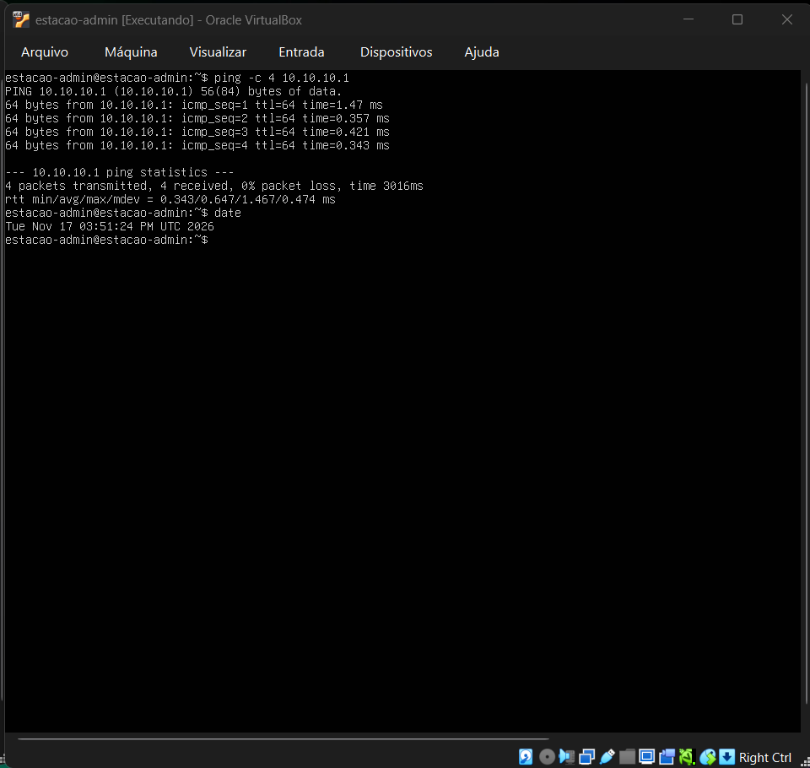 estacao-admin [Executando] - Oracle VirtualBox
Arquivo Máquina Visualizar Entrada Dispositivos Ajuda
estacao-admin@estacao-admin:~$ ping -c 4 10.10.10.1
PING 10.10.10.1 (10.10.10.1) 56(84) bytes of data.
64 bytes from 10.10.10.1: icmp_seq=1 ttl=64 time=1.47 ms
64 bytes from 10.10.10.1: icmp_seq=2 ttl=64 time=0.357 ms
64 bytes from 10.10.10.1: icmp_seq=3 ttl=64 time=0.421 ms
64 bytes from 10.10.10.1: icmp_seq=4 ttl=64 time=0.343 ms
--- 10.10.10.1 ping statistics ---
4 packets transmitted, 4 received, 0% packet loss, time 3016ms
rtt min/avg/max/mdev = 0.343/0.647/1.467/0.474 ms
estacao-admin@estacao-admin:~$ date
Tue Nov 17 03:51:24 PM UTC 2026
estacao-admin@estacao-admin:~$
Right Ctrl